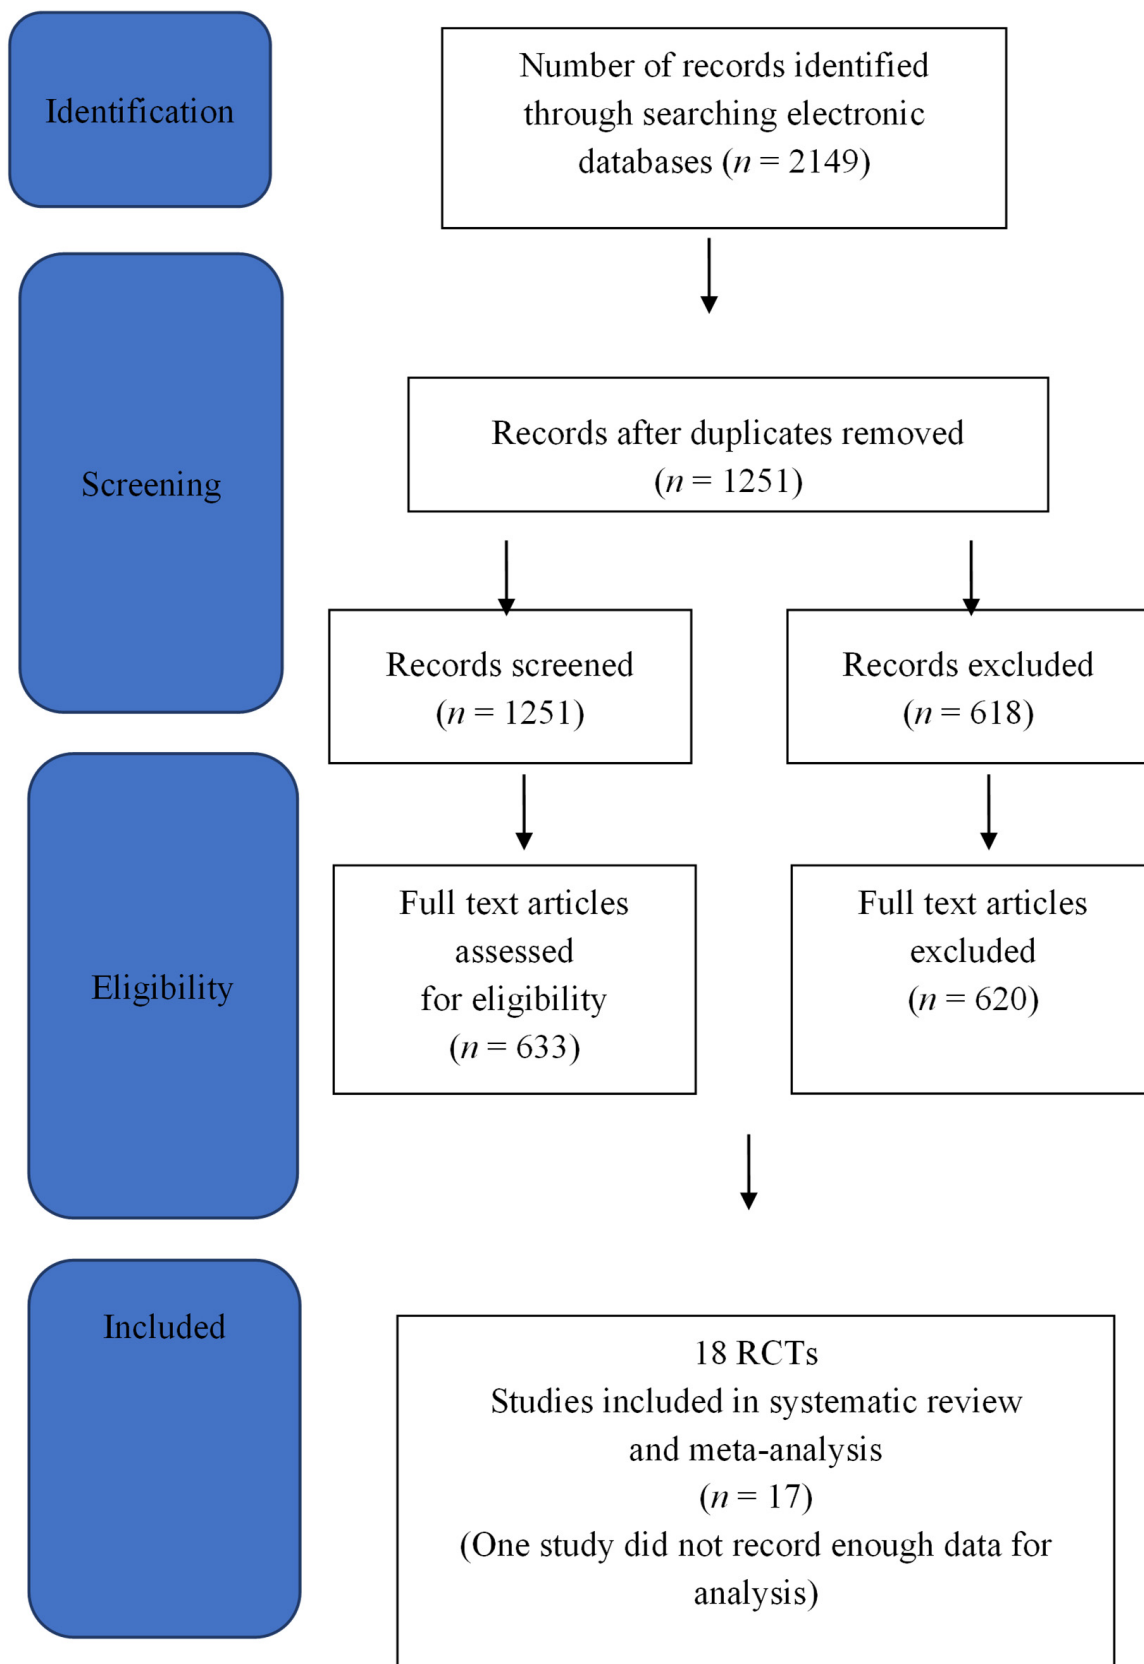 Identification
Number of records identified
through searching electronic
databases (n = 2149)
Screening
Records after duplicates removed
(n = 1251)
Records screened
(n = 1251)
Records excluded
(n = 618)
Eligibility
Full text articles
assessed
for eligibility
(n = 633)
Full text articles
excluded
(n = 620)
Included
18 RCTs
Studies included in systematic review
and meta-analysis
(n = 17)
(One study did not record enough data for
analysis)